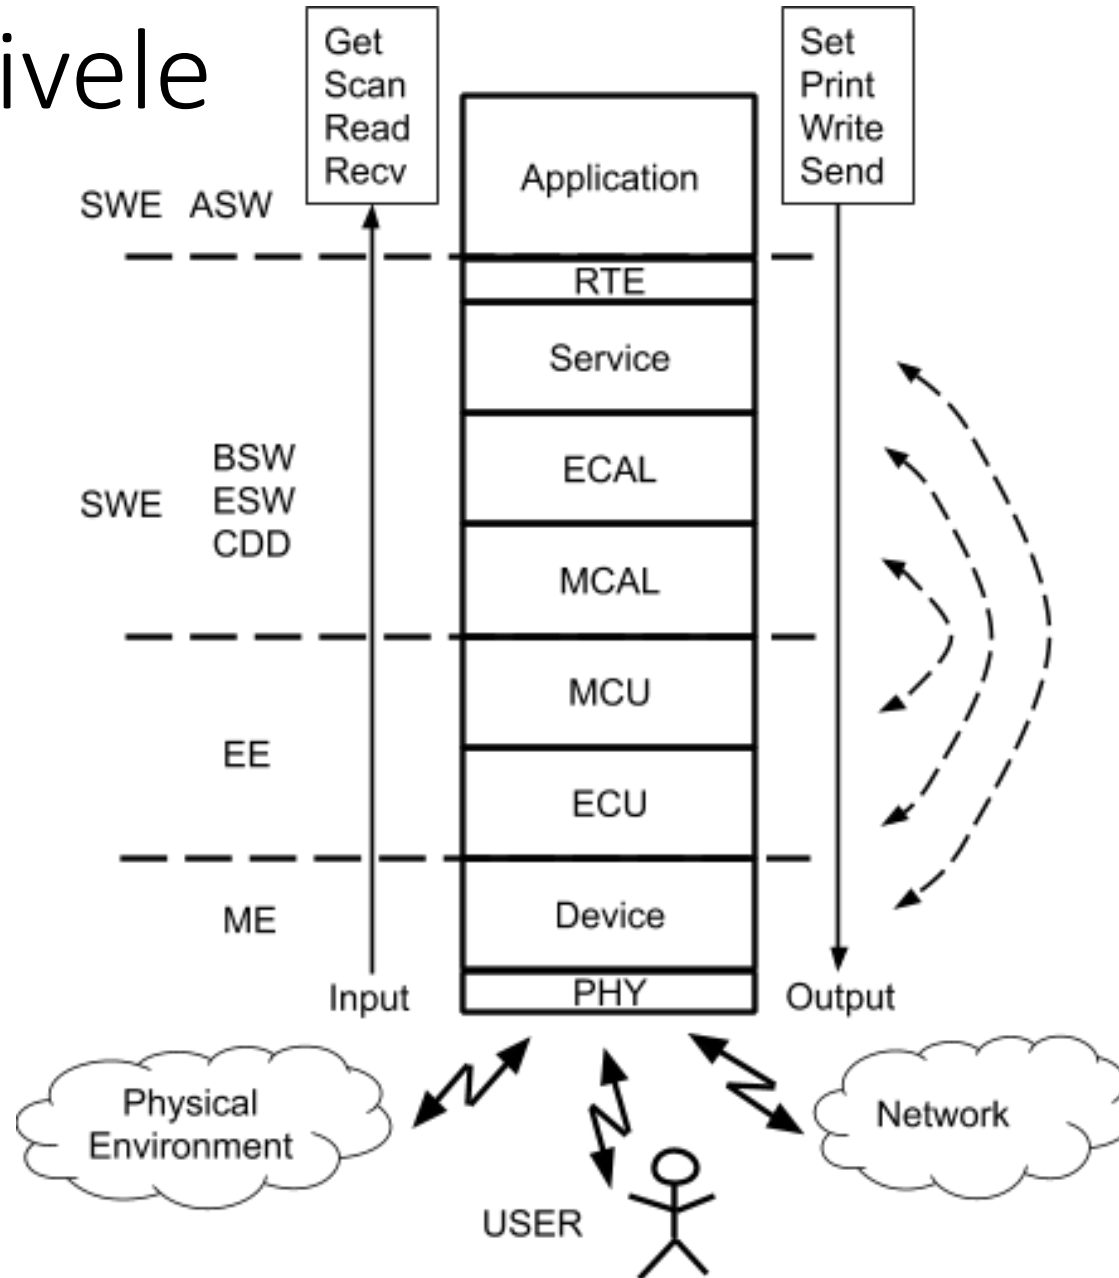 ivele
Get
Scan
Read
Recv
Set
Print
Write
Send
Application
SWE ASW
RTE
Service
ECAL
BSW
ESW
CDD
SWE
MCAL
MCU
EE
ECU
ME
Device
Input
PHY
Output
Physical
Environment
Network
USER